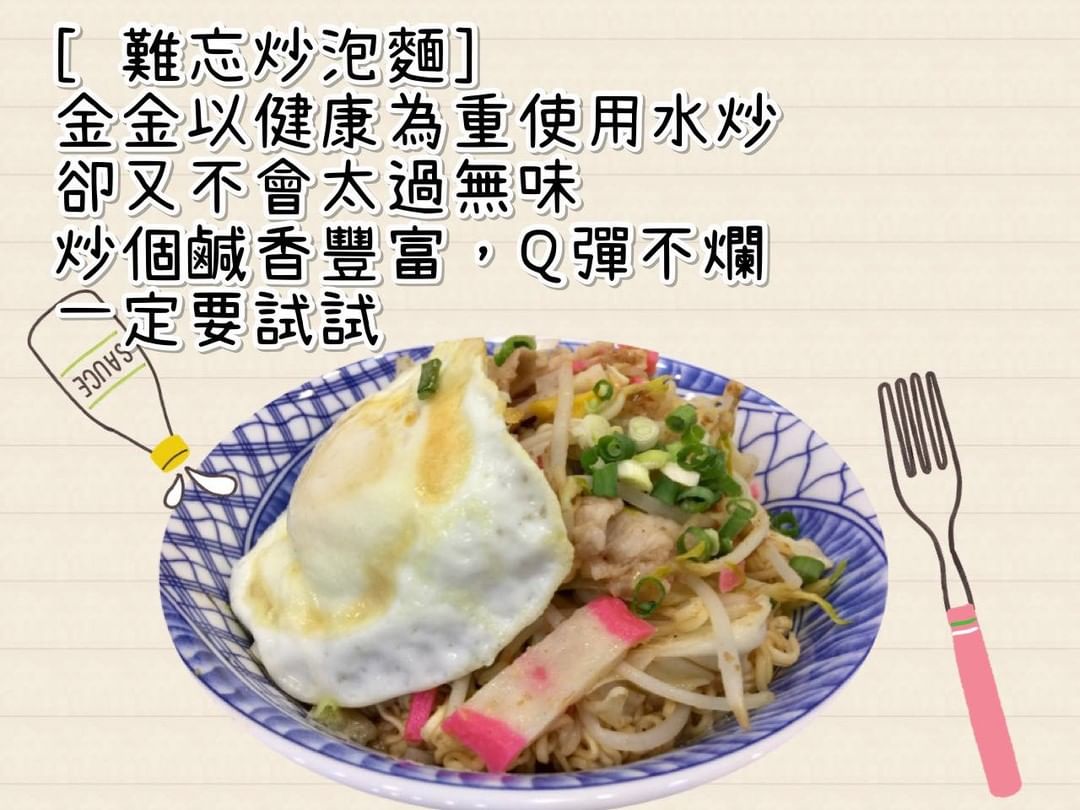 [ 難忘炒泡麵]
金金以健康為重使用水炒
卻又不會太過無味
炒個鹹香豐富，Q彈不爛
一定要試試
SAUCE